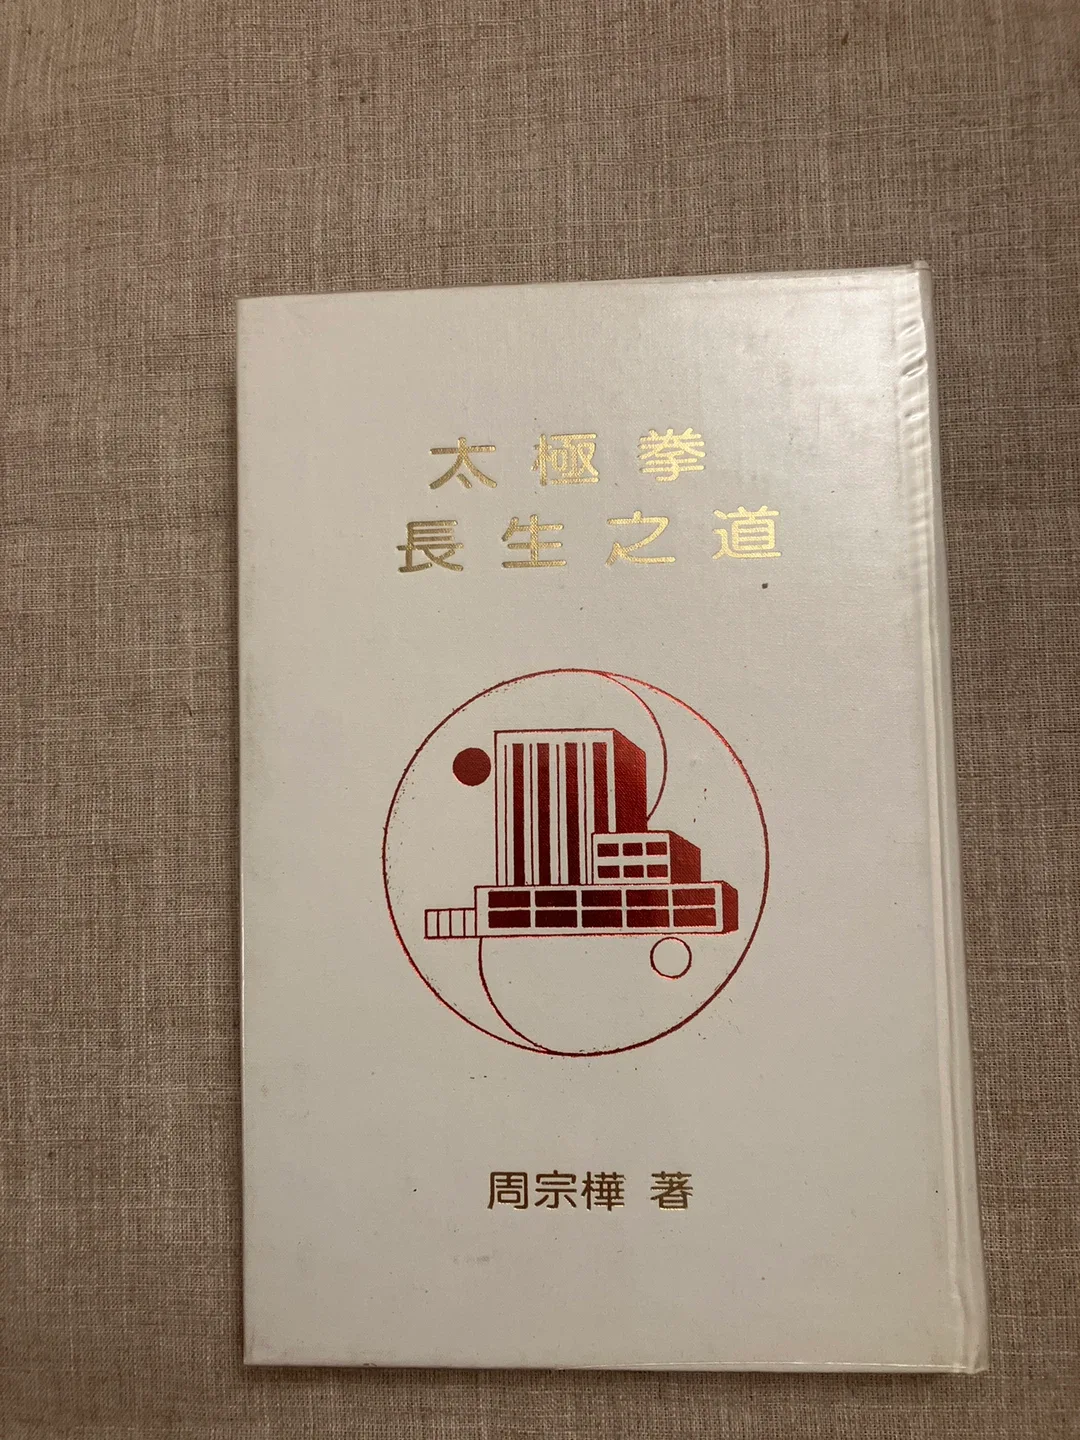 太極拳
長生之道
周宗樺 著